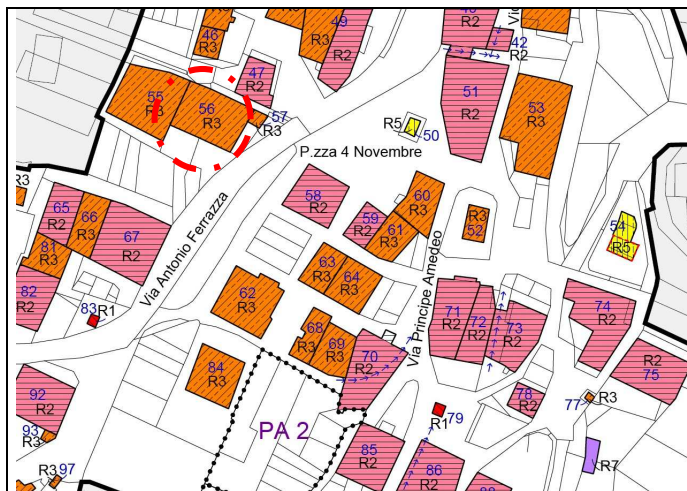 46
R3
R3
49
R2
R2
42
R2
47
R2
55
R3
56
R3
57
R3
51
R2
53
R3
R5
50
P.zza 4 Novembre
R3
65
R2
66
R3
67
R2
58
R2
59
R2
60
R3
61
R3
R3
52
54
R5
Via Antonio Ferrazza
81
R3
82
R2
83
R1
63
R3
64
R3
62
R3
Via Principe Amedeo
71
R2
72
R2
73
R2
74
R2
68
R3
69
R3
70
R2
84
R3
R2
75
92
R2
93
R3
PA 2
R1
79
78
R2
77
R3
85
R2
86
R2
R3
97
R7